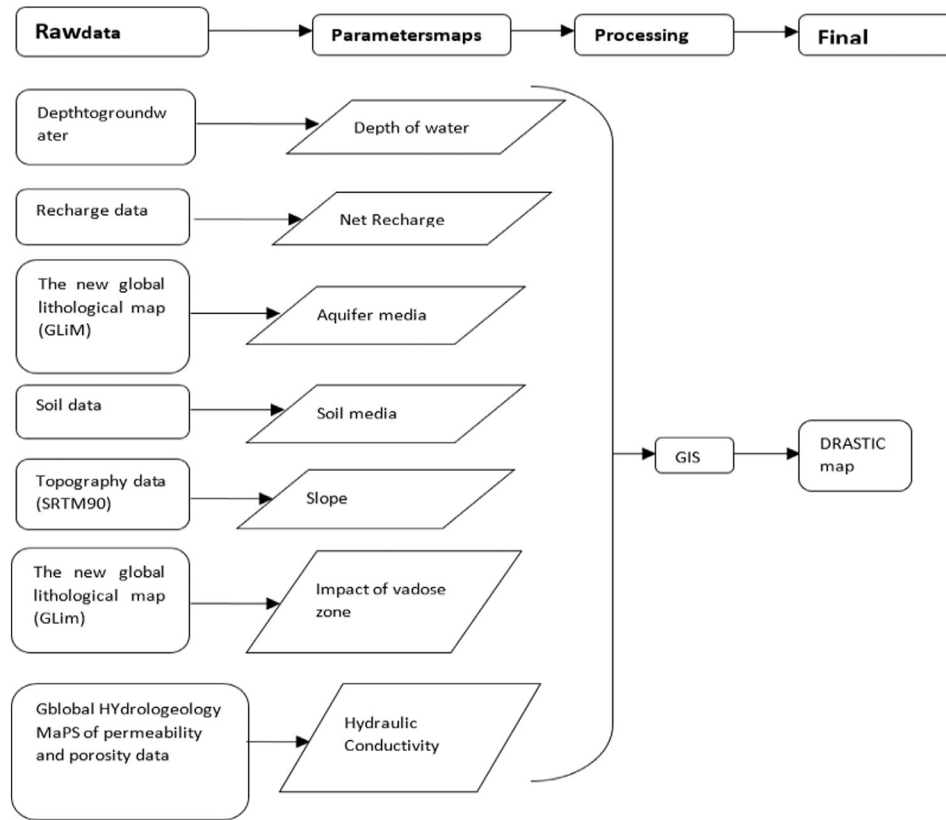 Rawdata
Parametersmaps
Processing
Final
Depthtogroundw
ater
Depth of water
Recharge data
Net Recharge
The new global
lithological map
(GLiM)
Aquifer media
Soil data
Soil media
Topography data
(SRTM90)
Slope
GIS
DRASTIC
map
The new global
lithological map
(GLim)
Impact of vadose
zone
Gblobal HYdrologeology
MaPS of permeability
and porosity data
Hydraulic
Conductivity